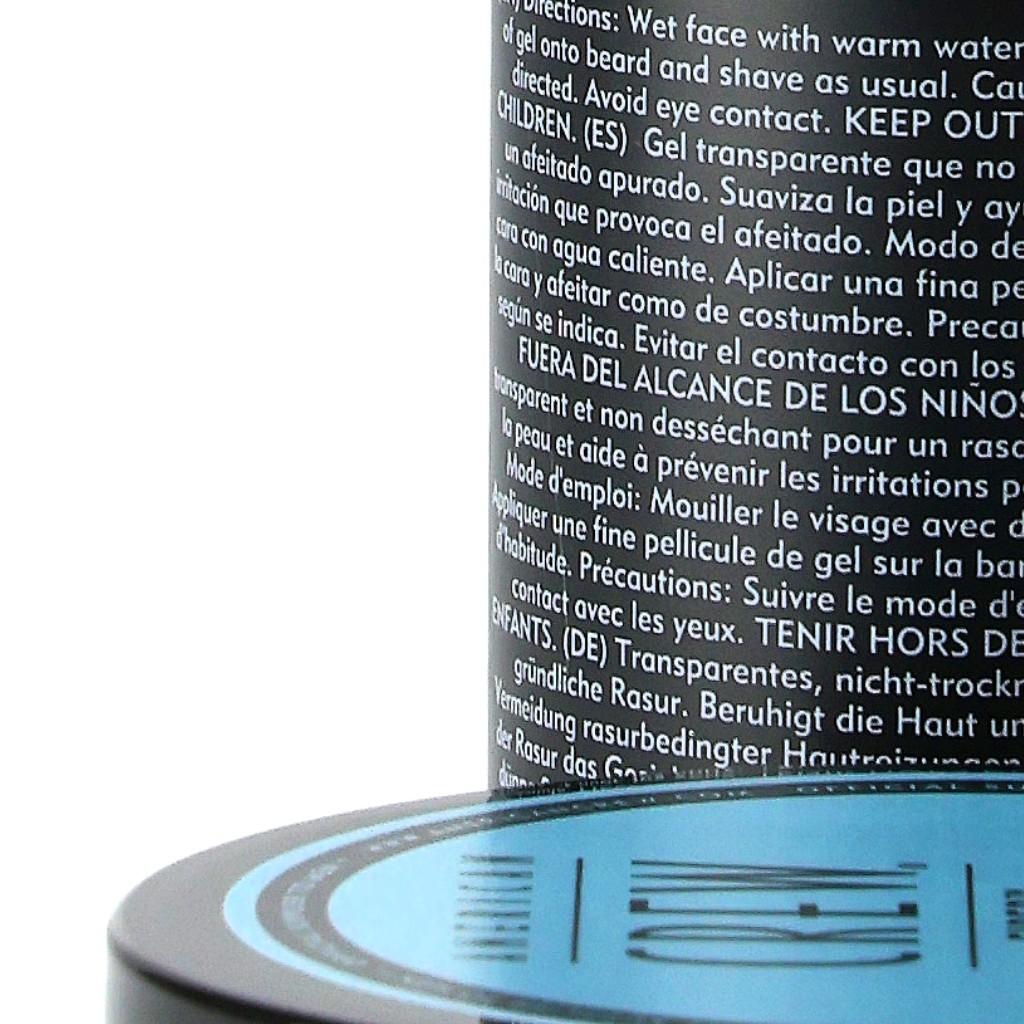 Directions: Wet face with warm water
of gel onto beard and shave as usual. Cau
directed. Avoid eye contact. KEEP OUT
CHILDREN. (ES) Gel transparente que no
un afeitado apurado. Suaviza la piel y ayu
irritación que provoca el afeitado. Modo de
cara con agua caliente. Aplicar una fina pe
la cara y afeitar como de costumbre. Precau
según se indica. Evitar el contacto con los
FUERA DEL ALCANCE DE LOS NIÑOS
transparent et non desséchant pour un rasa
la peau et aide à prévenir les irritations p
Mode d'emploi: Mouiller le visage avec d
Appliquer une fine pellicule de gel sur la bar
d'habitude. Précautions: Suivre le mode d'e
contact avec les yeux. TENIR HORS DE
ENFANTS. (DE) Transparentes, nicht-trockn
gründliche Rasur. Beruhigt die Haut un
Vermeidung rasurbedingter Hautreizungen
der Rasur das